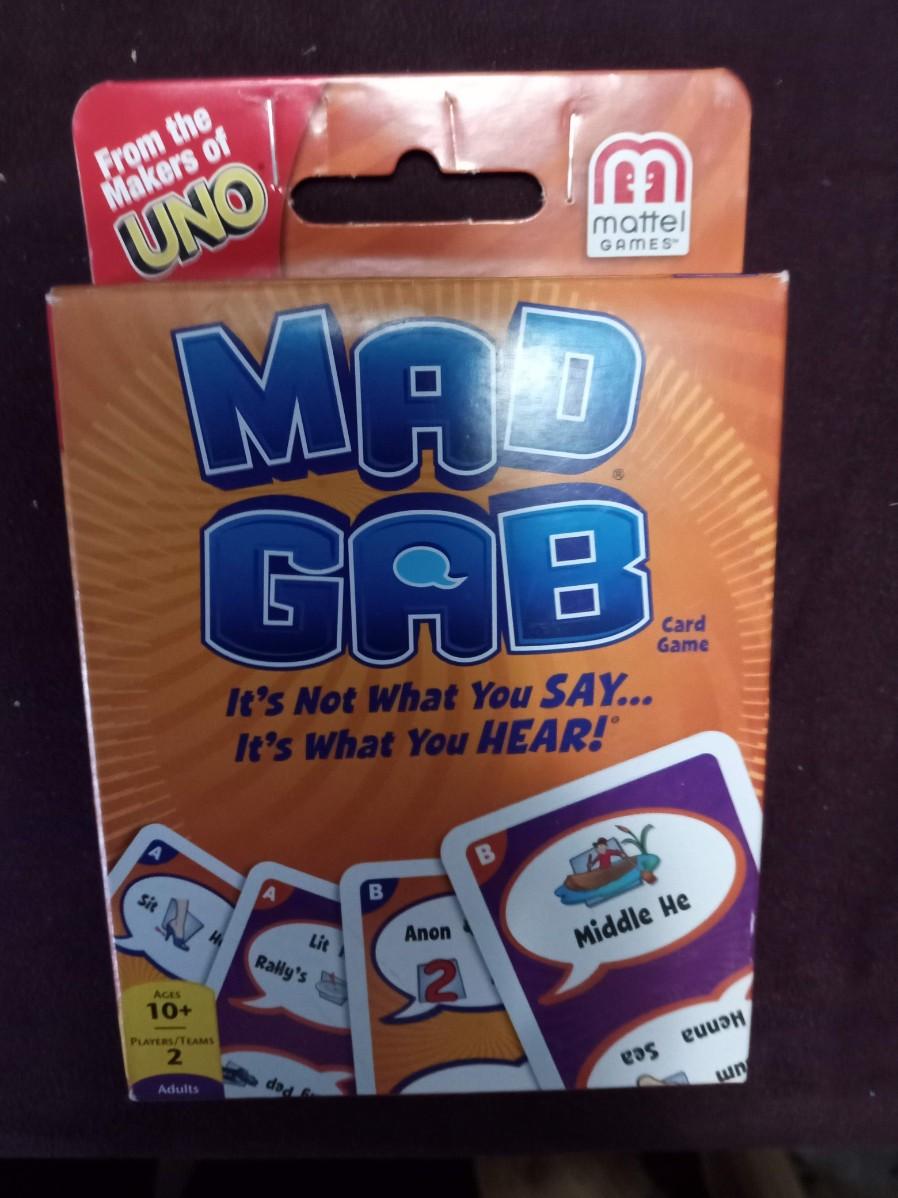 From the
Makers of
UNO
mattel
GAMES™
MAD
®
GAB
Card
Game
It's Not What You SAY...
It's What You HEAR!®
A
Sit
A
Lit
Rally's
B
Anon
2
B
Middle He
Henna
Sea
AGES
10+
PLAYERS/TEAMS
2
Adults